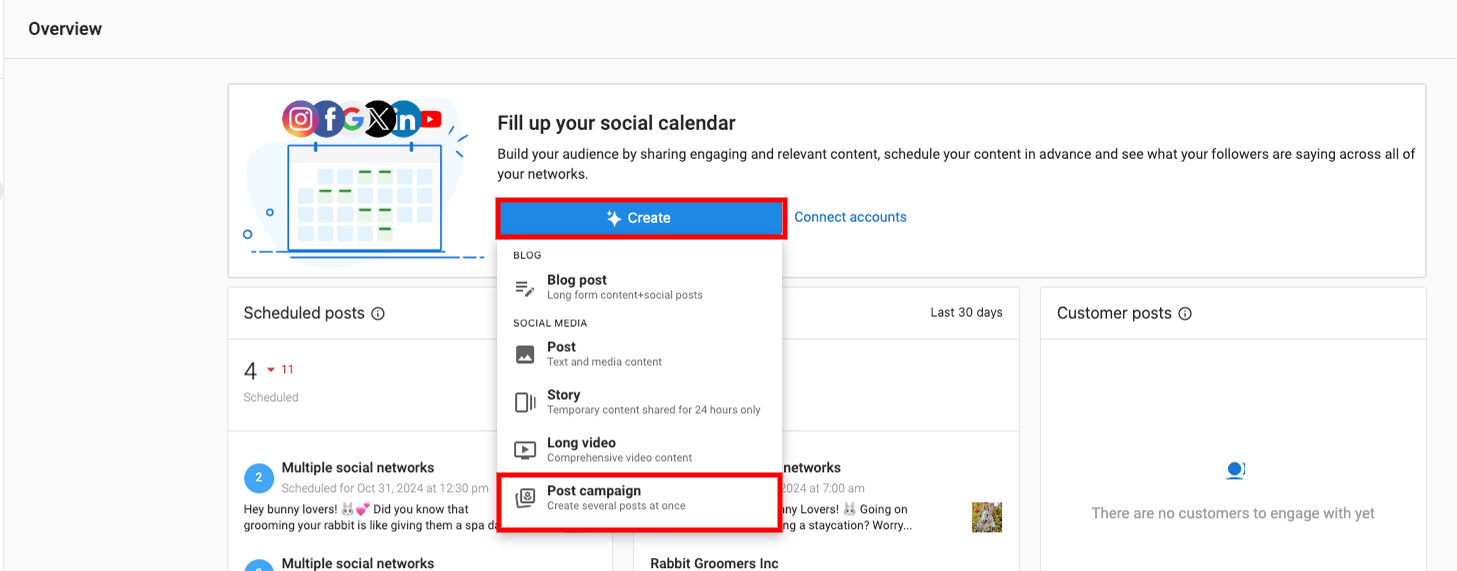 Overview
Fill up your social calendar
Build your audience by sharing engaging and relevant content, schedule your content in advance and see what your followers are saying across all of
your networks.
Create
Connect accounts
BLOG
Blog post
Long form content+social posts
SOCIAL MEDIA
Post
Text and media content
Story
Temporary content shared for 24 hours only
Long video
Comprehensive video content
Post campaign
Create several posts at once
Scheduled posts
4 11
Scheduled
2
Multiple social networks
Scheduled for Oct 31, 2024 at 12:30 pm
Hey bunny lovers! 🐰💕 Did you know that
grooming your rabbit is like giving them a spa
Multiple social networks
Last 30 days
networks
2024 at 7:00 am
Lovers! 🐰 Going on
a staycation? Worry...
Rabbit Groomers Inc
Customer posts
There are no customers to engage with yet